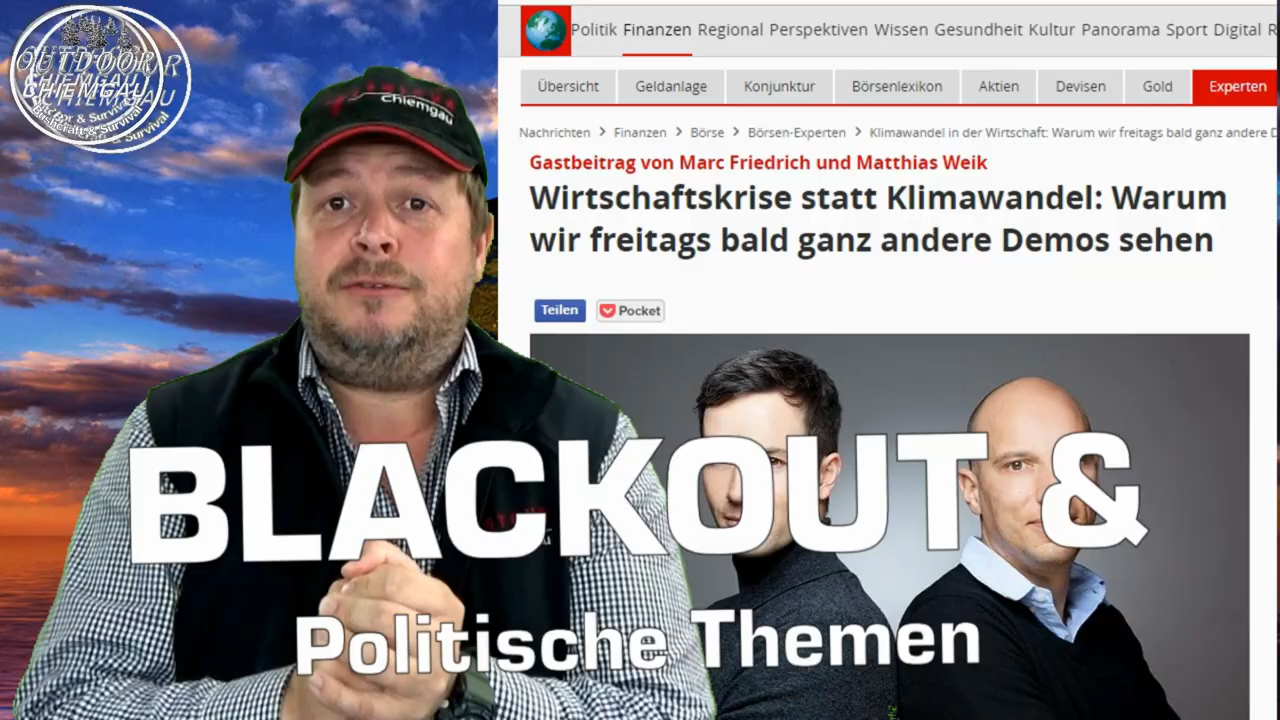 OUTDOOR
CHIEMGAU
Chiemgau
Politik Finanzen Regional Perspektiven Wissen Gesundheit Kultur Panorama Sport Digital R
Übersicht Geldanlage Konjunktur Börsenlexikon Aktien Devisen Gold Experten
Nachrichten > Finanzen > Börse > Börsen-Experten > Klimawandel in der Wirtschaft: Warum wir freitags bald ganz andere D
Gastbeitrag von Marc Friedrich und Matthias Weik
Wirtschaftskrise statt Klimawandel: Warum
wir freitags bald ganz andere Demos sehen
Teilen Pocket
BLACKOUT &
Politische Themen